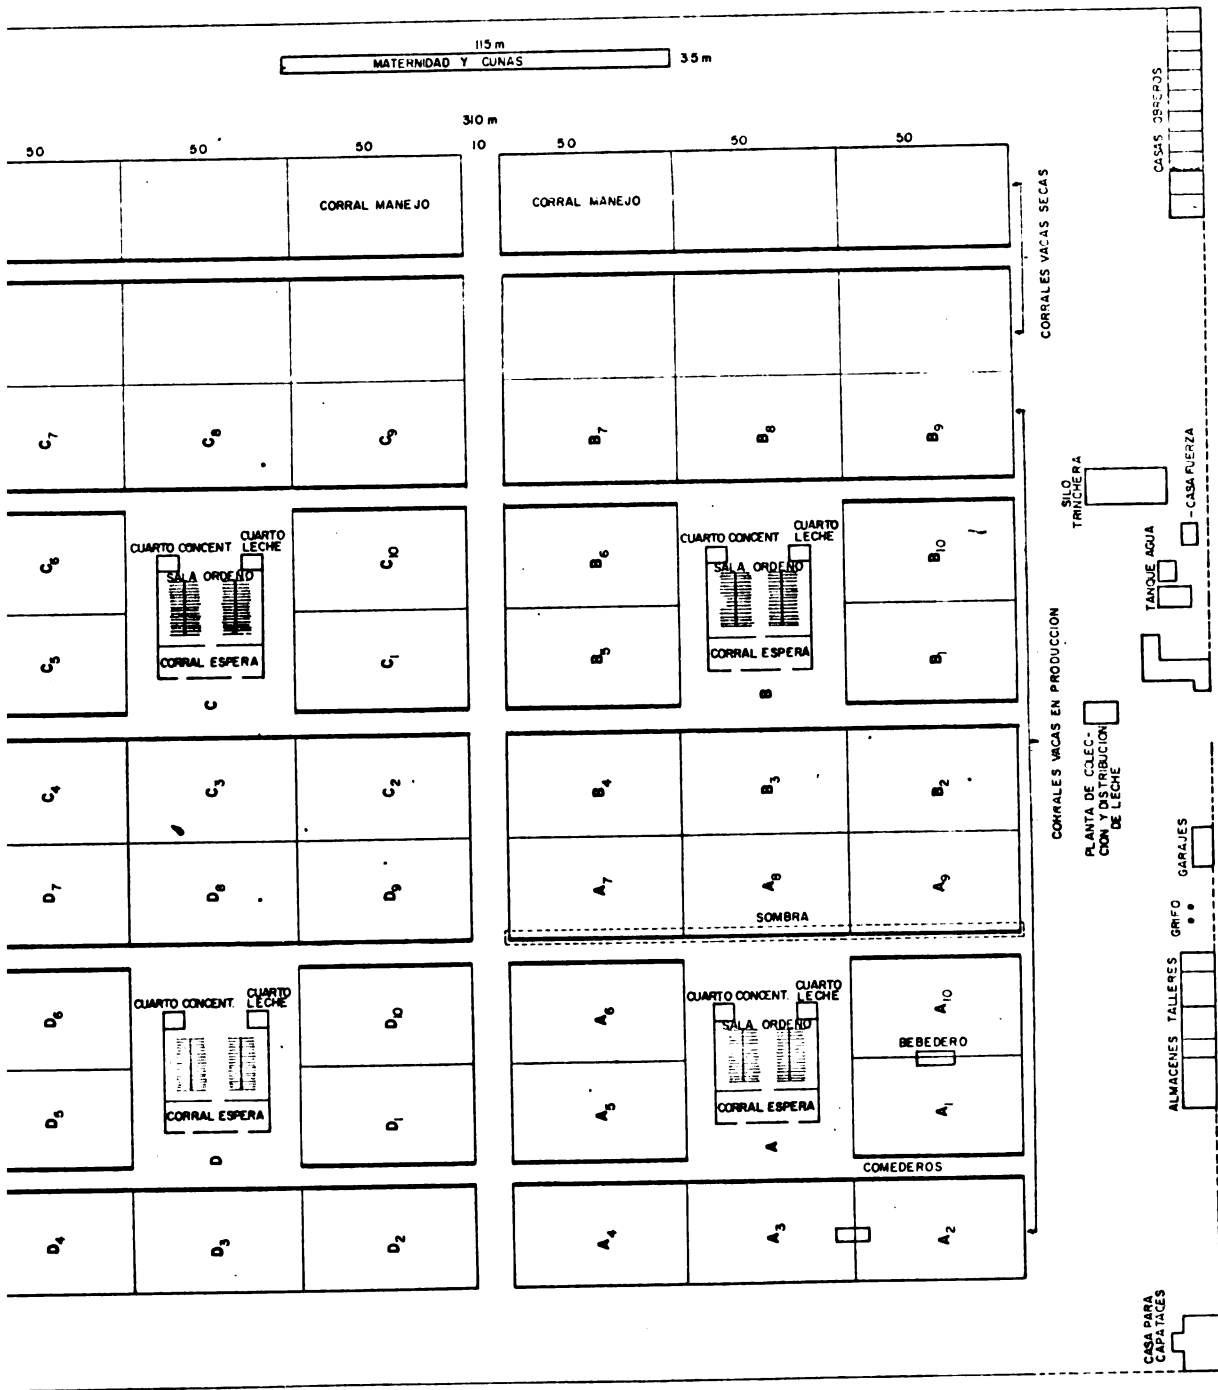 115 m
MATERNIDAD Y CUNAS
35 m
310 m
50 50 50 10 50 50 50
CORRAL MANEJO
CORRAL MANEJO
CORRALES VACAS SECAS
CASAS OBREROS
C7 C8 C9 B7 B8 B9
SILO
TRINCHERA
CASA FUERZA
TANQUE AGUA
C6
CUARTO CONCENT.
CUARTO
LECHE
SALA ORDEÑO
C10
B6
CUARTO CONCENT.
CUARTO
LECHE
SALA ORDEÑO
B10
C5
CORRAL ESPERA
C1
B5
CORRAL ESPERA
B1
C
B
CORRALES VACAS EN PRODUCCION
PLANTA DE COLEC-
CION Y DISTRIBUCION
DE LECHE
C4 C3 C2 B4 B3 B2
D7 D8 D9 A7 A8 A9
SOMBRA
GARAJES
GRIFO
ALMACENES TALLERES
D6
CUARTO CONCENT.
CUARTO
LECHE
D10
A6
CUARTO CONCENT.
CUARTO
LECHE
SALA ORDEÑO
A10
BEBEDERO
D5
CORRAL ESPERA
D1
A5
CORRAL ESPERA
A1
D
A
COMEDEROS
D4 D3 D2 A4 A3 A2
CASA PARA
CAPATACES